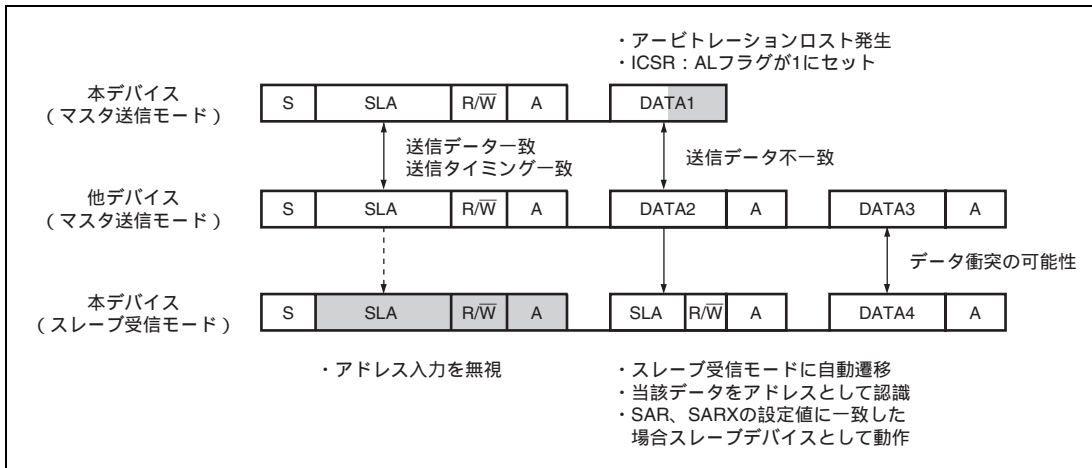 ・アービトレーションロスト発生
・ICSR：ALフラグが1にセット
本デバイス
（マスタ送信モード）
S SLA R/W̅ A DATA1
送信データ一致
送信タイミング一致
送信データ不一致
他デバイス
（マスタ送信モード）
S SLA R/W̅ A DATA2 A DATA3 A
データ衝突の可能性
本デバイス
（スレーブ受信モード）
S SLA R/W̅ A SLA R/W̅ A DATA4 A
・アドレス入力を無視
・スレーブ受信モードに自動遷移
・当該データをアドレスとして認識
・SAR、SARXの設定値に一致した
場合スレーブデバイスとして動作